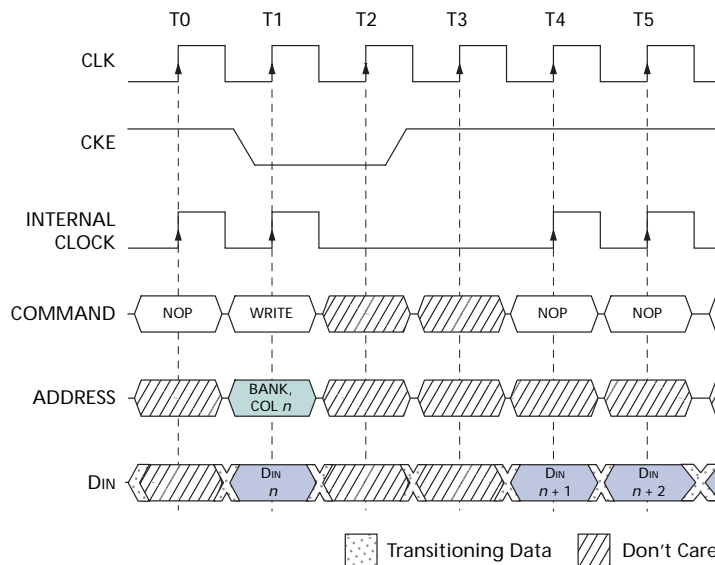 T0 T1 T2 T3 T4 T5
CLK
CKE
INTERNAL
CLOCK
COMMAND NOP WRITE NOP NOP
ADDRESS BANK,
COL n
DIN DIN DIN DIN
n n + 1 n + 2
Transitioning Data Don't Care